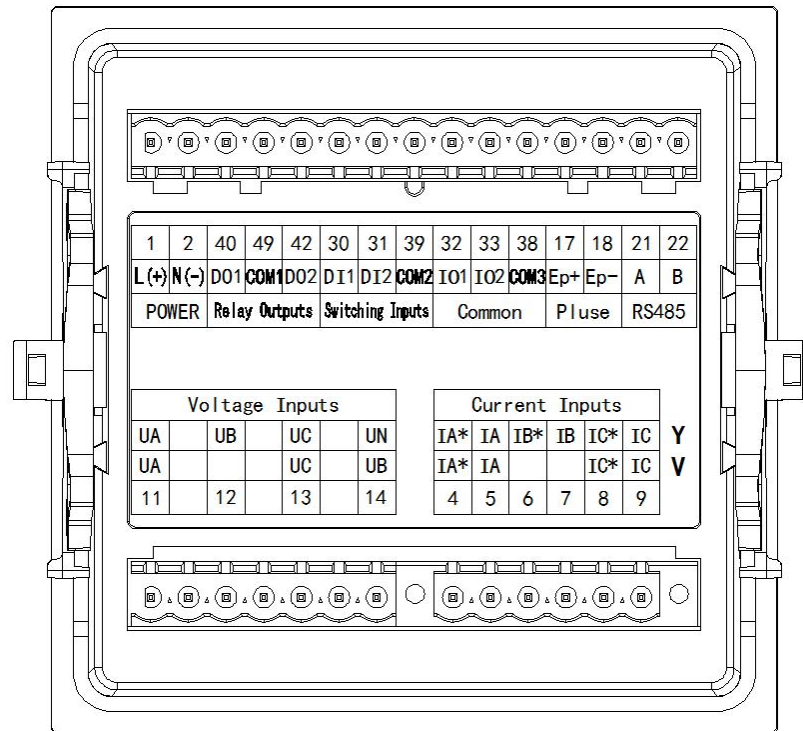 1 2 40 49 42 30 31 39 32 33 38 17 18 21 22
L(+) N(-) DO1 COM1 DO2 DI1 DI2 COM2 IO1 IO2 COM3 Ep+ Ep- A B
POWER Relay Outputs Switching Inputs Common Pluse RS485
Voltage Inputs Current Inputs
UA UB UC UN IA* IA IB* IB IC* IC Y
UA UC UB IA* IA IC* IC V
11 12 13 14 4 5 6 7 8 9